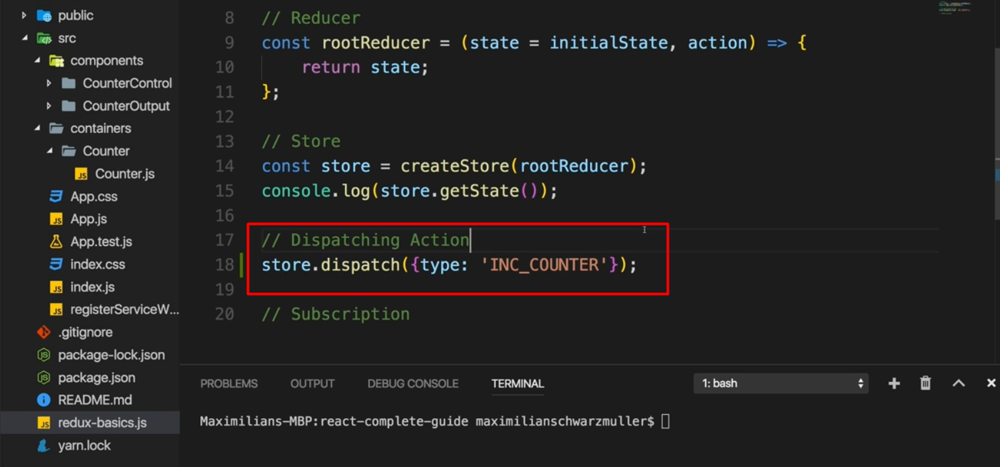 public
src
components
CounterControl
CounterOutput
containers
Counter
Counter.js
App.css
App.js
App.test.js
index.css
index.js
registerServiceW...
.gitignore
package-lock.json
package.json
README.md
redux-basics.js
yarn.lock
8 // Reducer
9 const rootReducer = (state = initialState, action) => {
10 return state;
11 };
12
13 // Store
14 const store = createStore(rootReducer);
15 console.log(store.getState());
16
17 // Dispatching Action
18 store.dispatch({type: 'INC_COUNTER'});
19
20 // Subscription
PROBLEMS OUTPUT DEBUG CONSOLE TERMINAL 1: bash
Maximilians-MBP:react-complete-guide maximilianschwarzmuller$